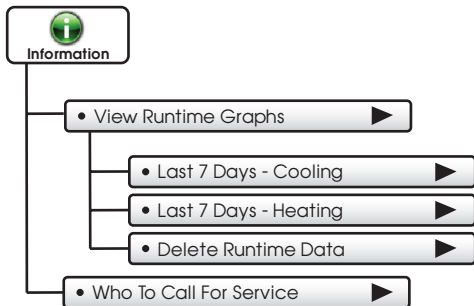 Information
• View Runtime Graphs
• Last 7 Days - Cooling
• Last 7 Days - Heating
• Delete Runtime Data
• Who To Call For Service